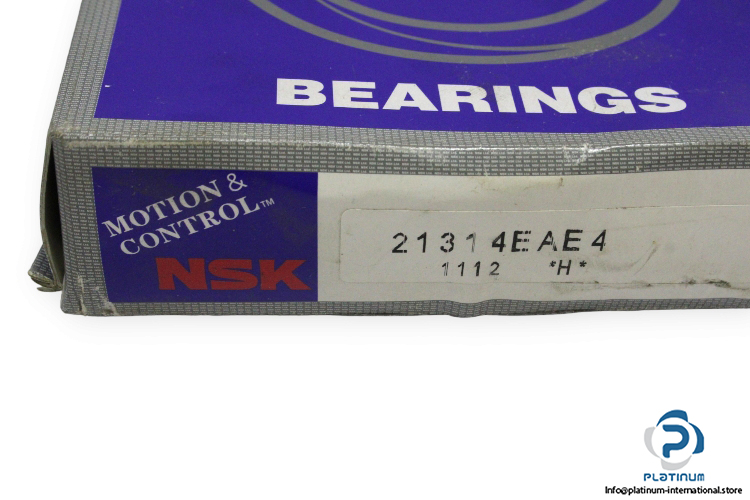 BEARINGS
MOTION &
CONTROL™
NSK
21314EAE4
1112 *H*
PLATINUM
Info@platinum-international.store